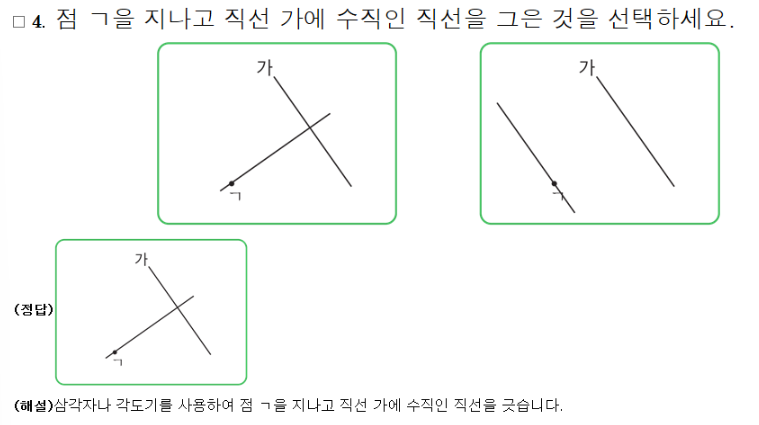 □ 4. 점 ㄱ을 지나고 직선 가에 수직인 직선을 그은 것을 선택하세요.
가
ㄱ
가
ㄱ
(정답)
가
ㄱ
(해설)삼각자나 각도기를 사용하여 점 ㄱ을 지나고 직선 가에 수직인 직선을 긋습니다.